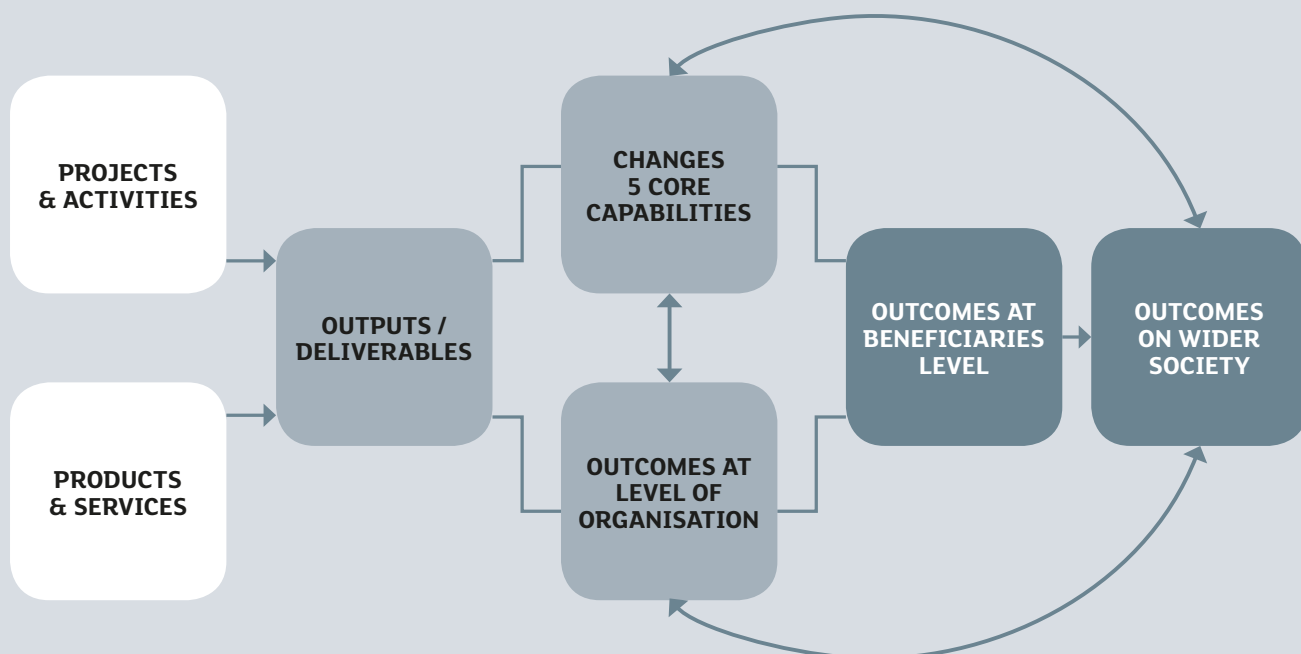 PROJECTS
& ACTIVITIES
PRODUCTS
& SERVICES
OUTPUTS /
DELIVERABLES
CHANGES
5 CORE
CAPABILITIES
OUTCOMES AT
LEVEL OF
ORGANISATION
OUTCOMES AT
BENEFICIARIES
LEVEL
OUTCOMES
ON WIDER
SOCIETY